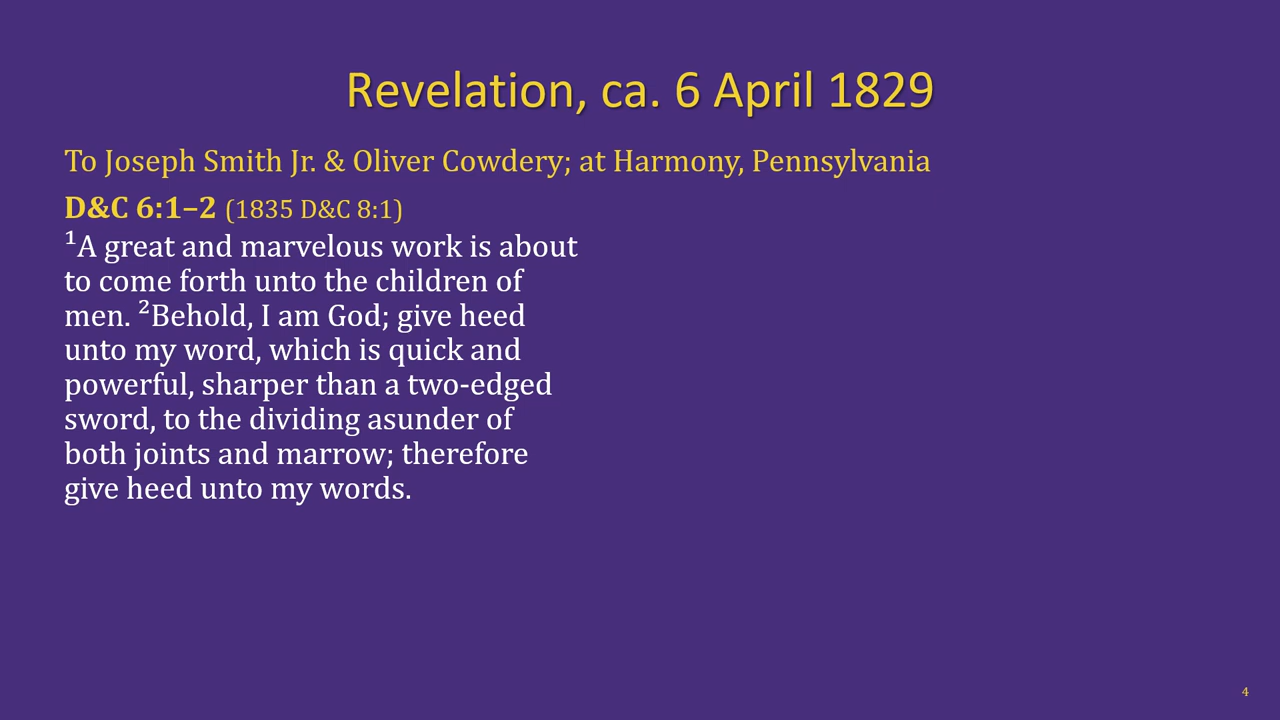 Revelation, ca. 6 April 1829
To Joseph Smith Jr. & Oliver Cowdery; at Harmony, Pennsylvania
D&C 6:1–2 (1835 D&C 8:1)
¹A great and marvelous work is about
to come forth unto the children of
men. ²Behold, I am God; give heed
unto my word, which is quick and
powerful, sharper than a two-edged
sword, to the dividing asunder of
both joints and marrow; therefore
give heed unto my words.
4